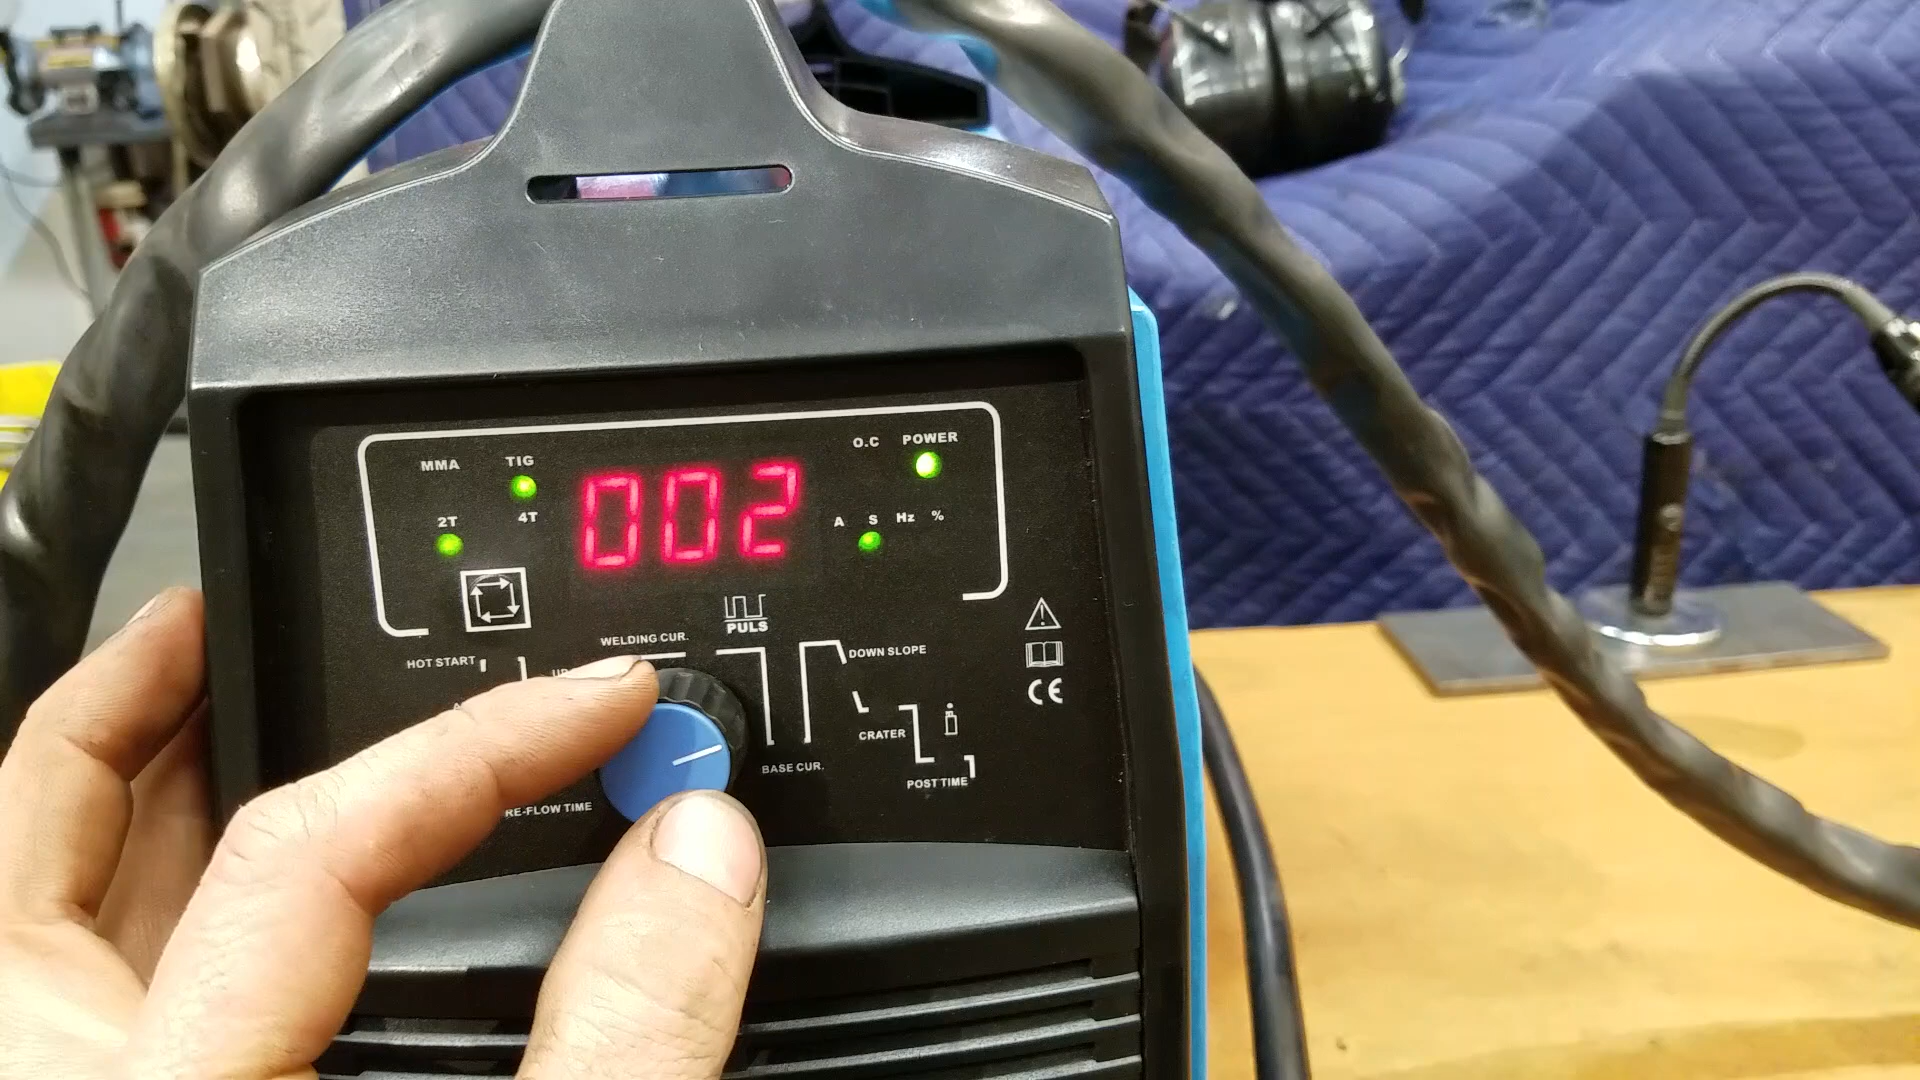 O.C POWER
MMA TIG
2T 4T
002
A S Hz %
PULS
WELDING CUR.
HOT START
DOWN SLOPE
CRATER
CE
BASE CUR.
POST TIME
RE-FLOW TIME